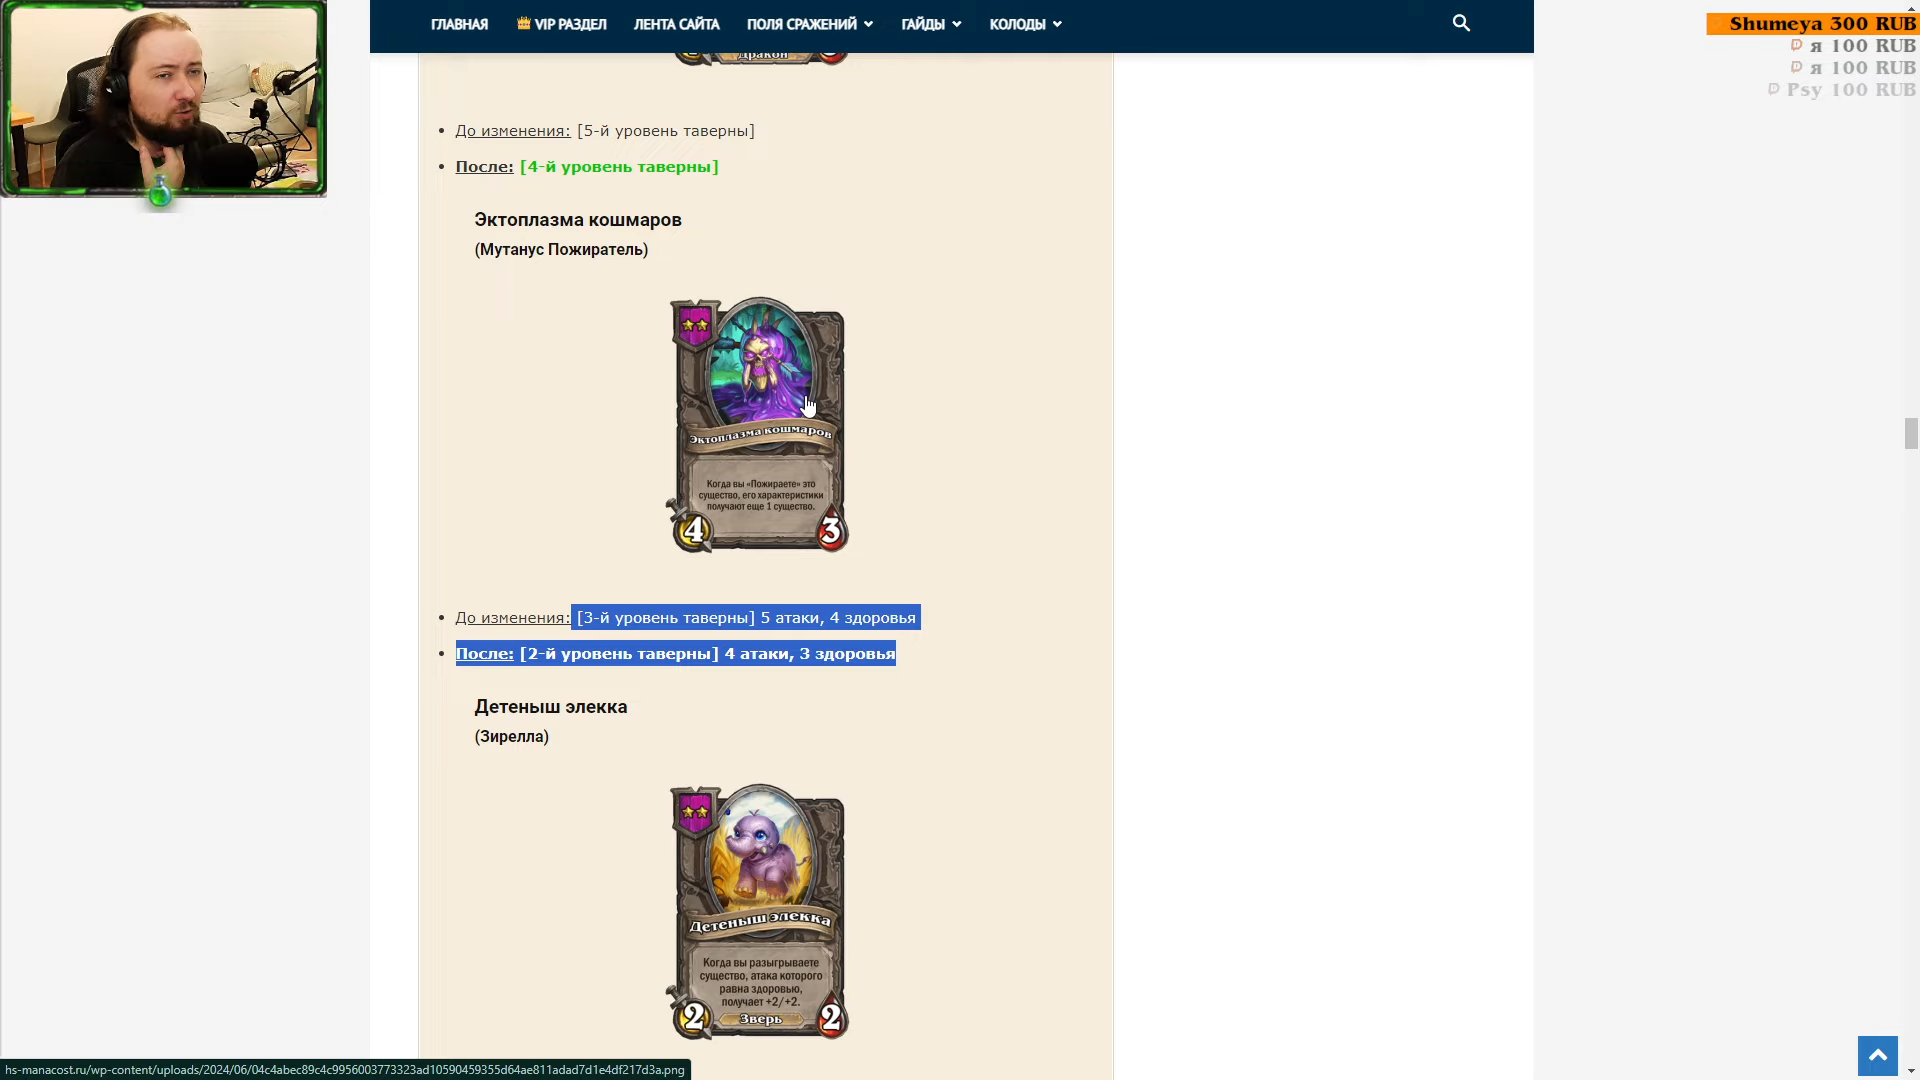 ГЛАВНАЯ
VIP РАЗДЕЛ
ЛЕНТА САЙТА
ПОЛЯ СРАЖЕНИЙ
ГАЙДЫ
КОЛОДЫ
Shumeya 300 RUB
я 100 RUB
я 100 RUB
Psy 100 RUB
Дракон
До изменения: [5-й уровень таверны]
После: [4-й уровень таверны]
Эктоплазма кошмаров
(Мутанус Пожиратель)
Эктоплазма кошмаров
Когда вы «Пожираете» это
существо, его характеристики
получают еще 1 существо.
4
3
До изменения: [3-й уровень таверны] 5 атаки, 4 здоровья
После: [2-й уровень таверны] 4 атаки, 3 здоровья
Детеныш элекка
(Зирелла)
Детеныш элекка
Когда вы разыгрываете
существо, атака которого
равна здоровью,
получает +2/+2.
2
Зверь
2
hs-manacost.ru/wp-content/uploads/2024/06/04c4abec89c4c9956003773323ad10590459355d64ae811adad7d1e4df217d3a.png